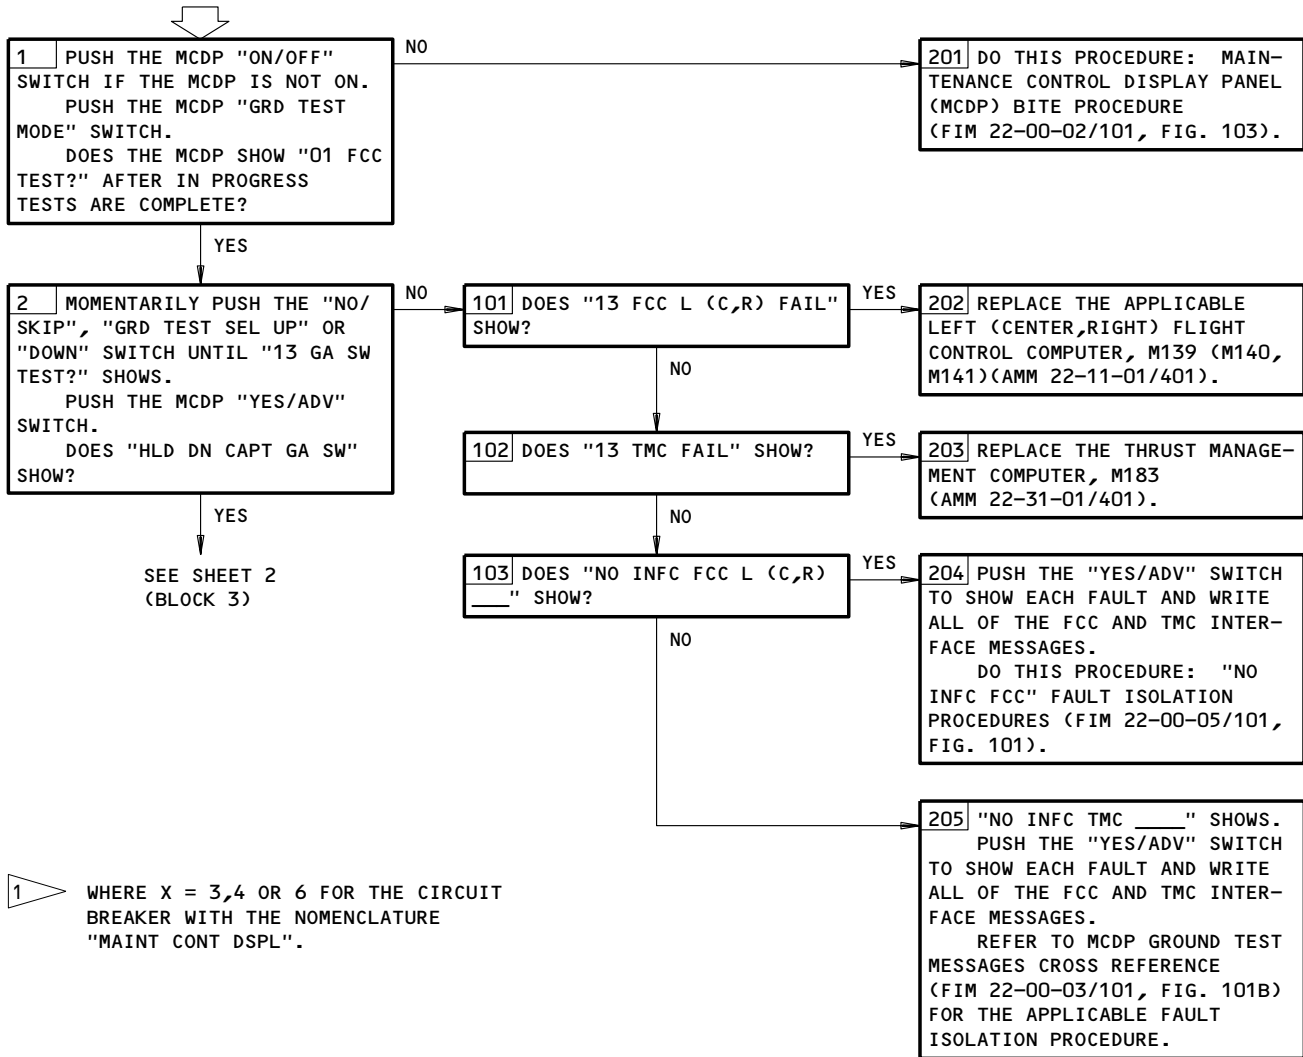 1 PUSH THE MCDP "ON/OFF"
SWITCH IF THE MCDP IS NOT ON.
PUSH THE MCDP "GRD TEST
MODE" SWITCH.
DOES THE MCDP SHOW "01 FCC
TEST?" AFTER IN PROGRESS
TESTS ARE COMPLETE?
NO
201 DO THIS PROCEDURE: MAIN-
TENANCE CONTROL DISPLAY PANEL
(MCDP) BITE PROCEDURE
(FIM 22-00-02/101, FIG. 103).
YES
2 MOMENTARILY PUSH THE "NO/
SKIP", "GRD TEST SEL UP" OR
"DOWN" SWITCH UNTIL "13 GA SW
TEST?" SHOWS.
PUSH THE MCDP "YES/ADV"
SWITCH.
DOES "HLD DN CAPT GA SW"
SHOW?
NO
101 DOES "13 FCC L (C,R) FAIL"
SHOW?
YES
202 REPLACE THE APPLICABLE
LEFT (CENTER,RIGHT) FLIGHT
CONTROL COMPUTER, M139 (M140,
M141)(AMM 22-11-01/401).
NO
102 DOES "13 TMC FAIL" SHOW?
YES
203 REPLACE THE THRUST MANAGE-
MENT COMPUTER, M183
(AMM 22-31-01/401).
YES
SEE SHEET 2
(BLOCK 3)
NO
103 DOES "NO INFC FCC L (C,R)
___" SHOW?
YES
204 PUSH THE "YES/ADV" SWITCH
TO SHOW EACH FAULT AND WRITE
ALL OF THE FCC AND TMC INTER-
FACE MESSAGES.
DO THIS PROCEDURE: "NO
INFC FCC" FAULT ISOLATION
PROCEDURES (FIM 22-00-05/101,
FIG. 101).
NO
205 "NO INFC TMC ____" SHOWS.
PUSH THE "YES/ADV" SWITCH
TO SHOW EACH FAULT AND WRITE
ALL OF THE FCC AND TMC INTER-
FACE MESSAGES.
REFER TO MCDP GROUND TEST
MESSAGES CROSS REFERENCE
(FIM 22-00-03/101, FIG. 101B)
FOR THE APPLICABLE FAULT
ISOLATION PROCEDURE.
1 WHERE X = 3,4 OR 6 FOR THE CIRCUIT
BREAKER WITH THE NOMENCLATURE
"MAINT CONT DSPL".